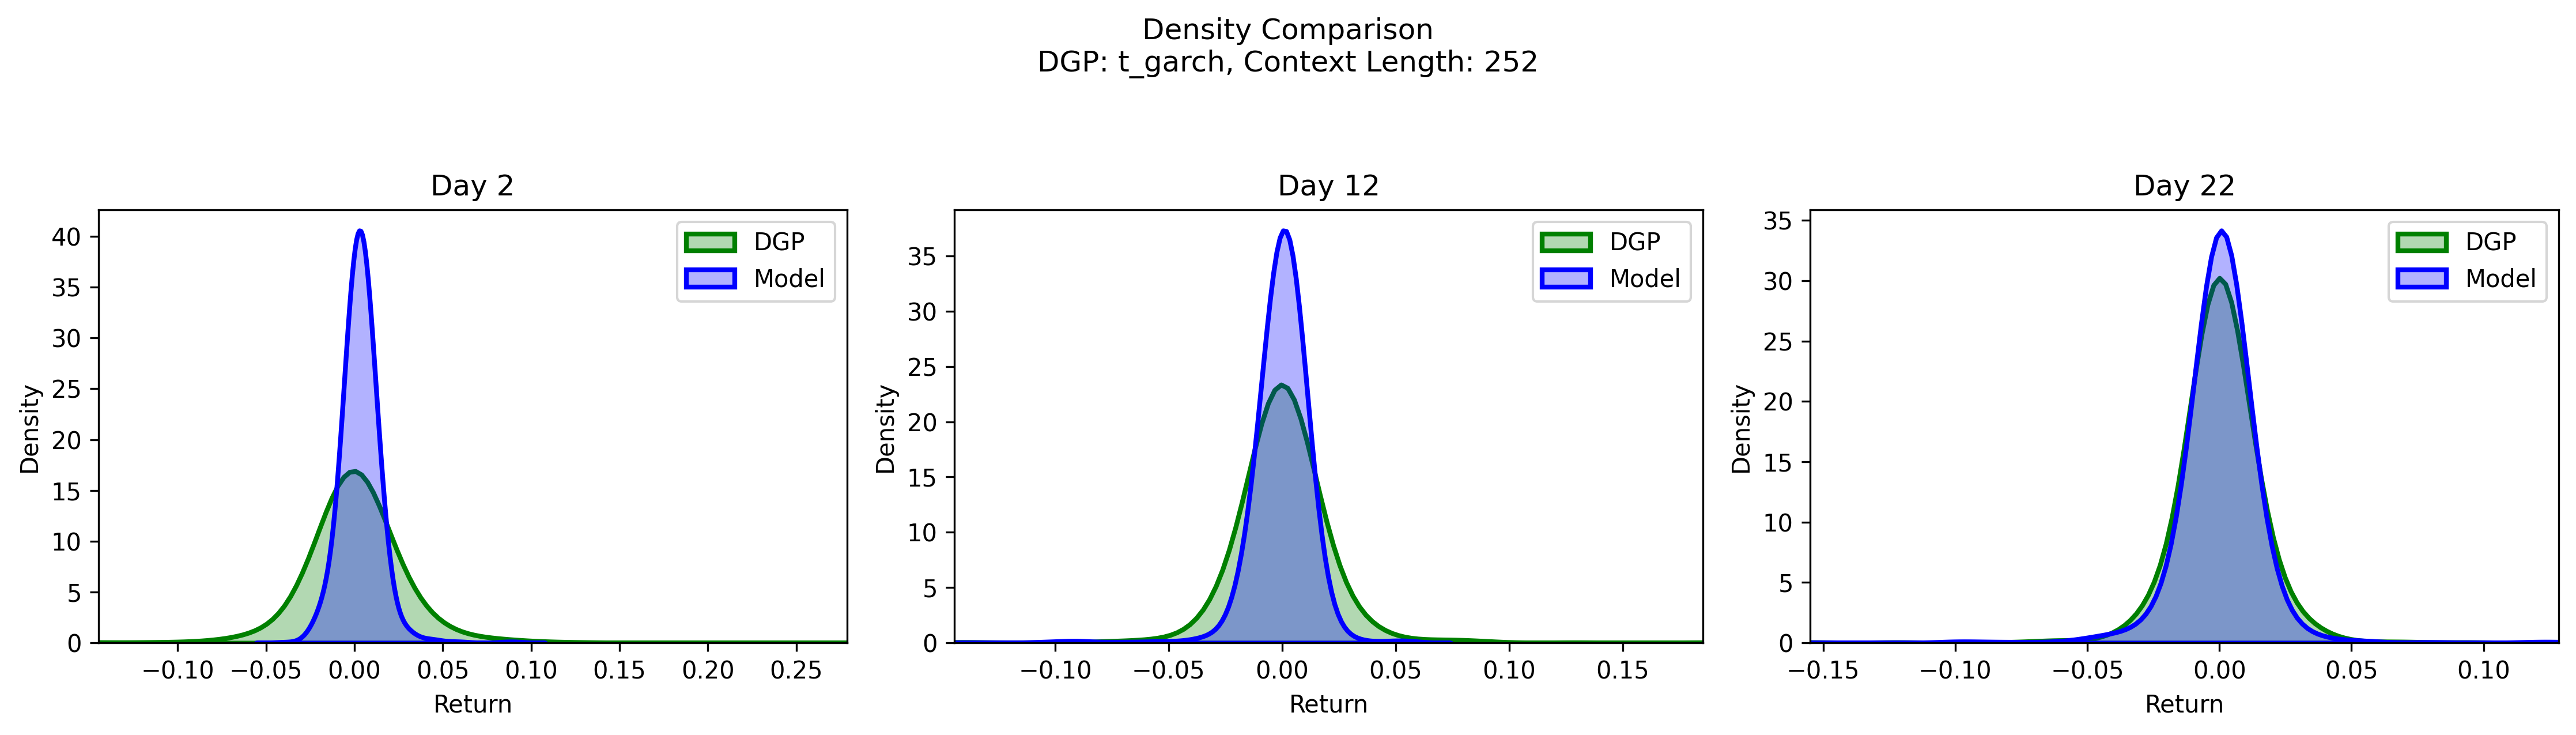 Density Comparison
DGP: t_garch, Context Length: 252
Day 2
DGP
Model
Density
40
35
30
25
20
15
10
5
0
−0.10 −0.05 0.00 0.05 0.10 0.15 0.20 0.25
Return
Day 12
DGP
Model
Density
35
30
25
20
15
10
5
0
−0.10 −0.05 0.00 0.05 0.10 0.15
Return
Day 22
DGP
Model
Density
35
30
25
20
15
10
5
0
−0.15 −0.10 −0.05 0.00 0.05 0.10
Return